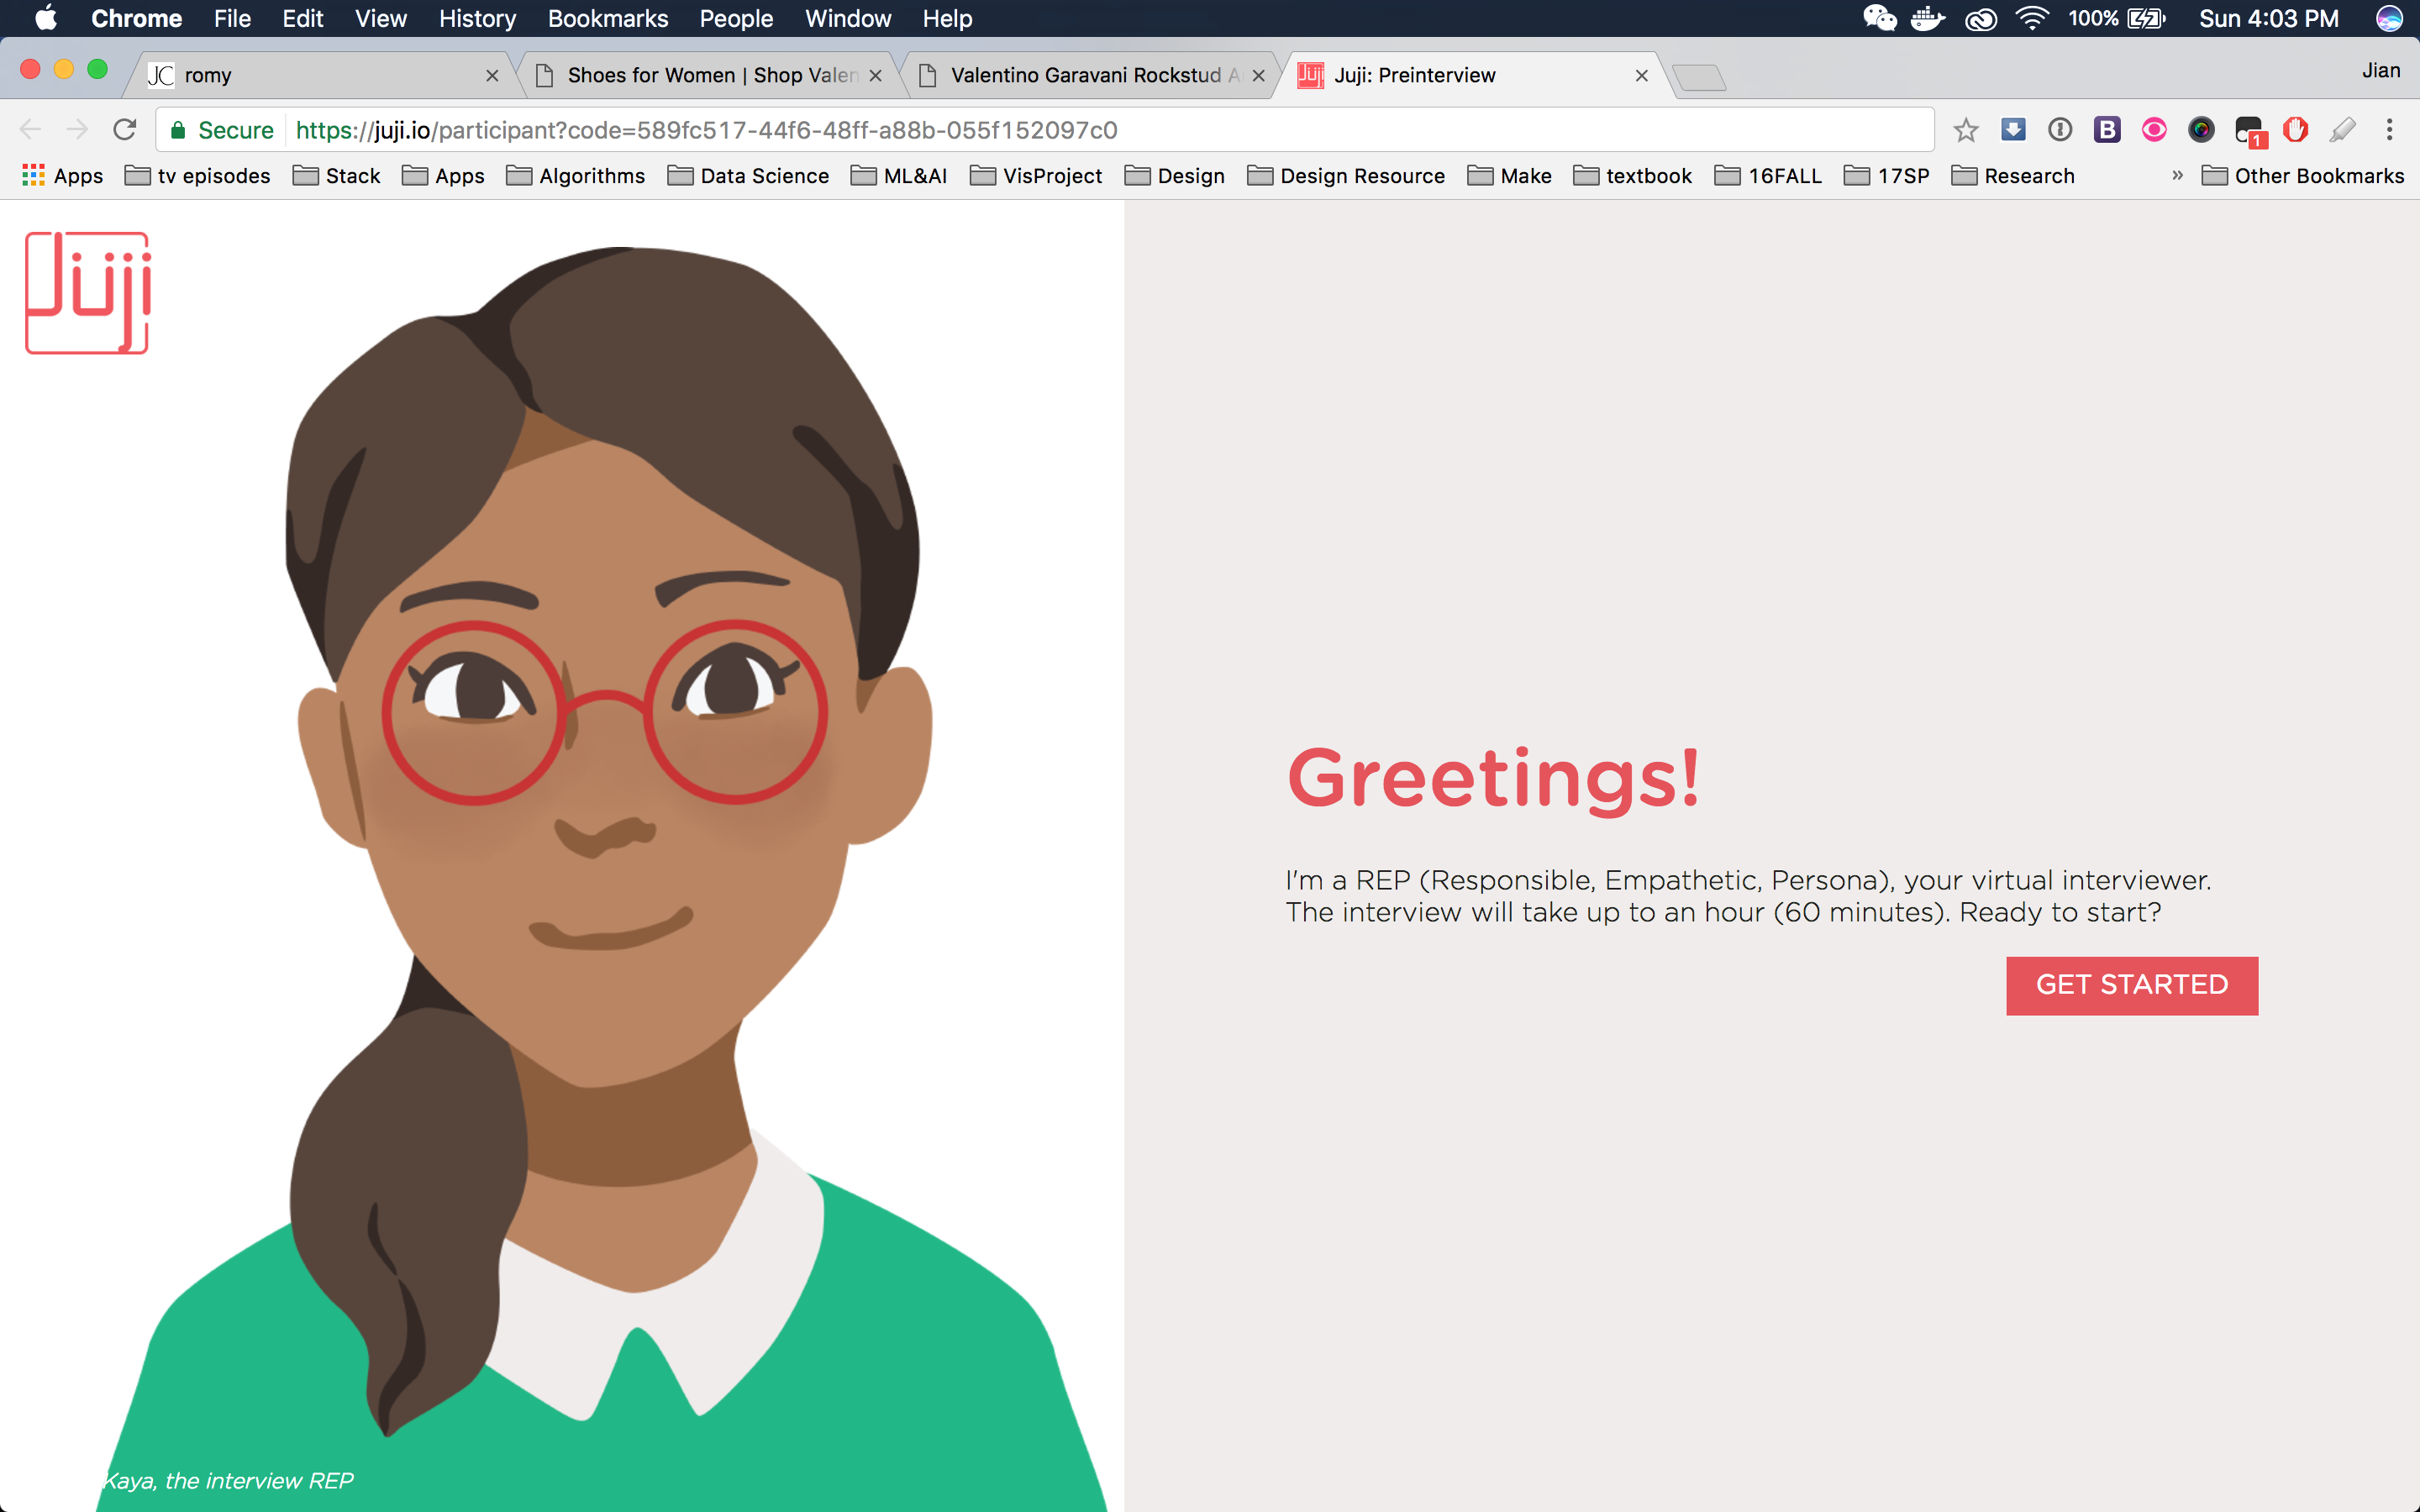 Chrome File Edit View History Bookmarks People Window Help 100% Sun 4:03 PM
JC romy
Shoes for Women | Shop Valen
Valentino Garavani Rockstud A
Juji Juji: Preinterview
Jian
Secure https://juji.io/participant?code=589fc517-44f6-48ff-a88b-055f152097c0
B 1
Apps tv episodes Stack Apps Algorithms Data Science ML&AI VisProject Design Design Resource Make textbook 16FALL 17SP Research » Other Bookmarks
Juji
Greetings!
I'm a REP (Responsible, Empathetic, Persona), your virtual interviewer.
The interview will take up to an hour (60 minutes). Ready to start?
GET STARTED
Kaya, the interview REP